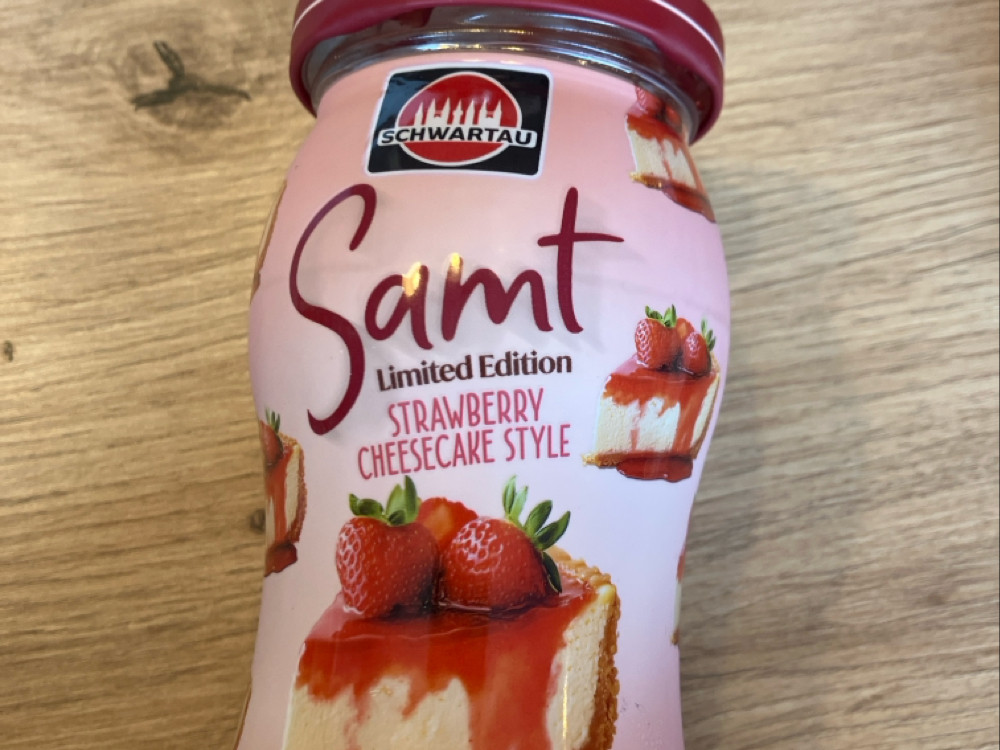 SCHWARTAU
Samt
Limited Edition
STRAWBERRY
CHEESECAKE STYLE